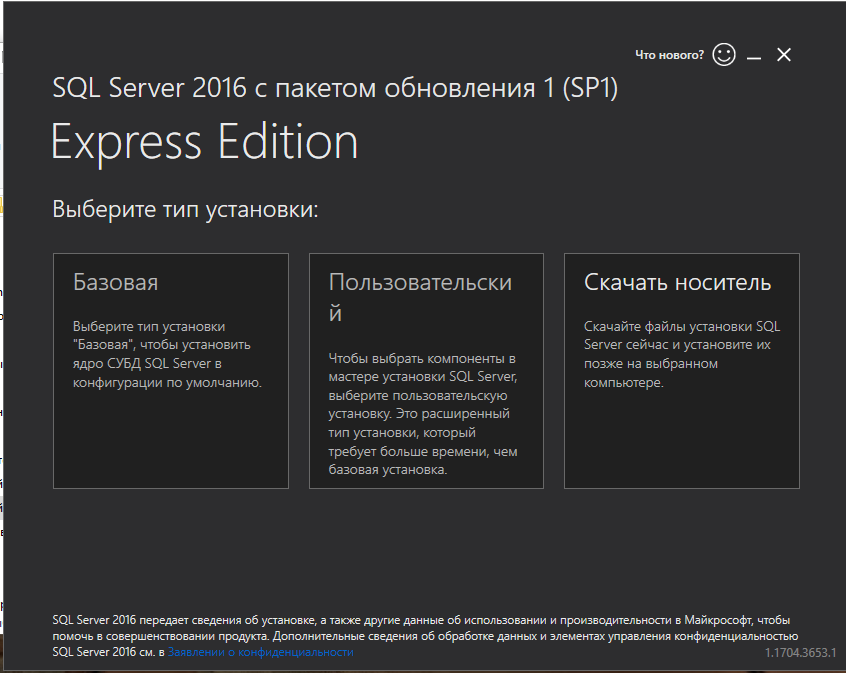 Что нового?
SQL Server 2016 с пакетом обновления 1 (SP1)
Express Edition
Выберите тип установки:
Базовая
Выберите тип установки
"Базовая", чтобы установить
ядро СУБД SQL Server в
конфигурации по умолчанию.
Пользовательски
й
Чтобы выбрать компоненты в
мастере установки SQL Server,
выберите пользовательскую
установку. Это расширенный
тип установки, который
требует больше времени, чем
базовая установка.
Скачать носитель
Скачайте файлы установки SQL
Server сейчас и установите их
позже на выбранном
компьютере.
SQL Server 2016 передает сведения об установке, а также другие данные об использовании и производительности в Майкрософт, чтобы
помочь в совершенствовании продукта. Дополнительные сведения об обработке данных и элементах управления конфиденциальностью
SQL Server 2016 см. в Заявлении о конфиденциальности
1.1704.3653.1